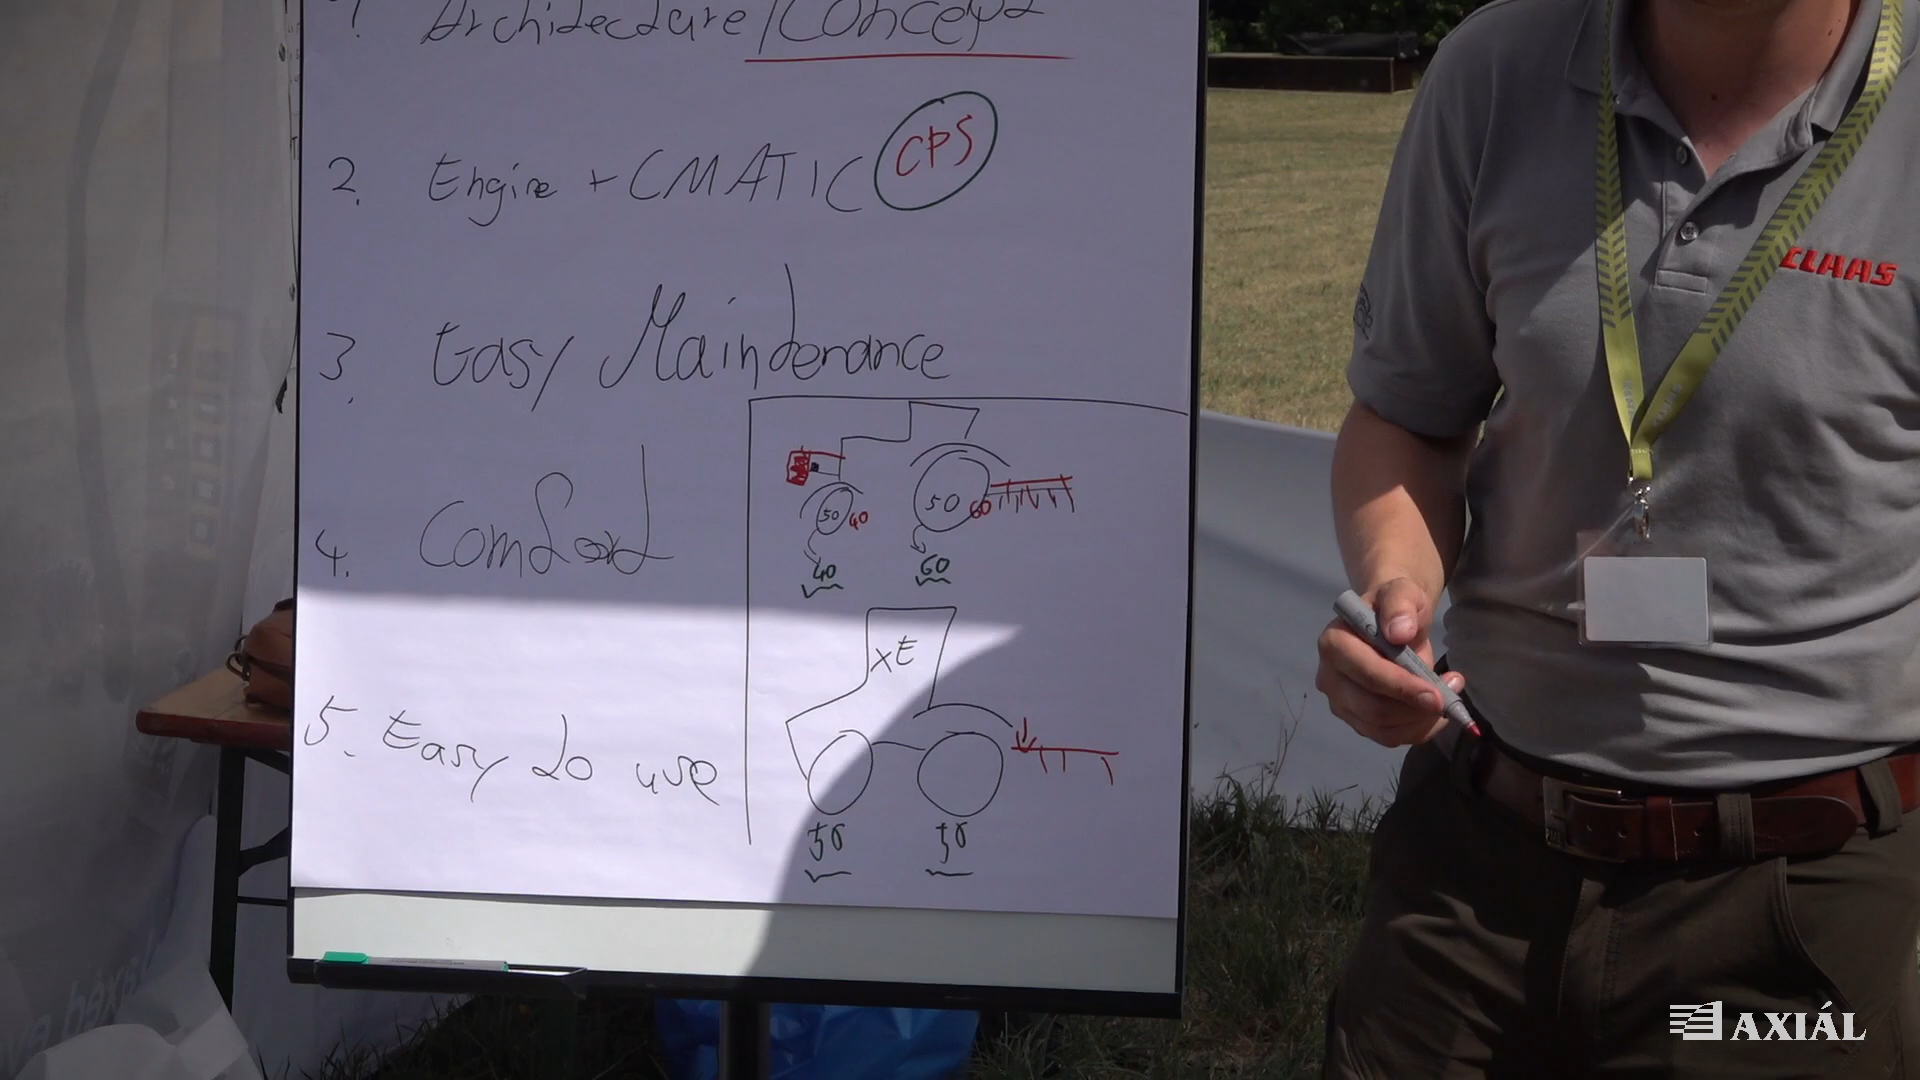 1. Architecture/Concept
2. Engine + CMATIC CPS
3. Easy Maintenance
4. Comfort
5. Easy to use
50 40 50 60
40 60
XE
50 50
CLAAS
AXIÁL